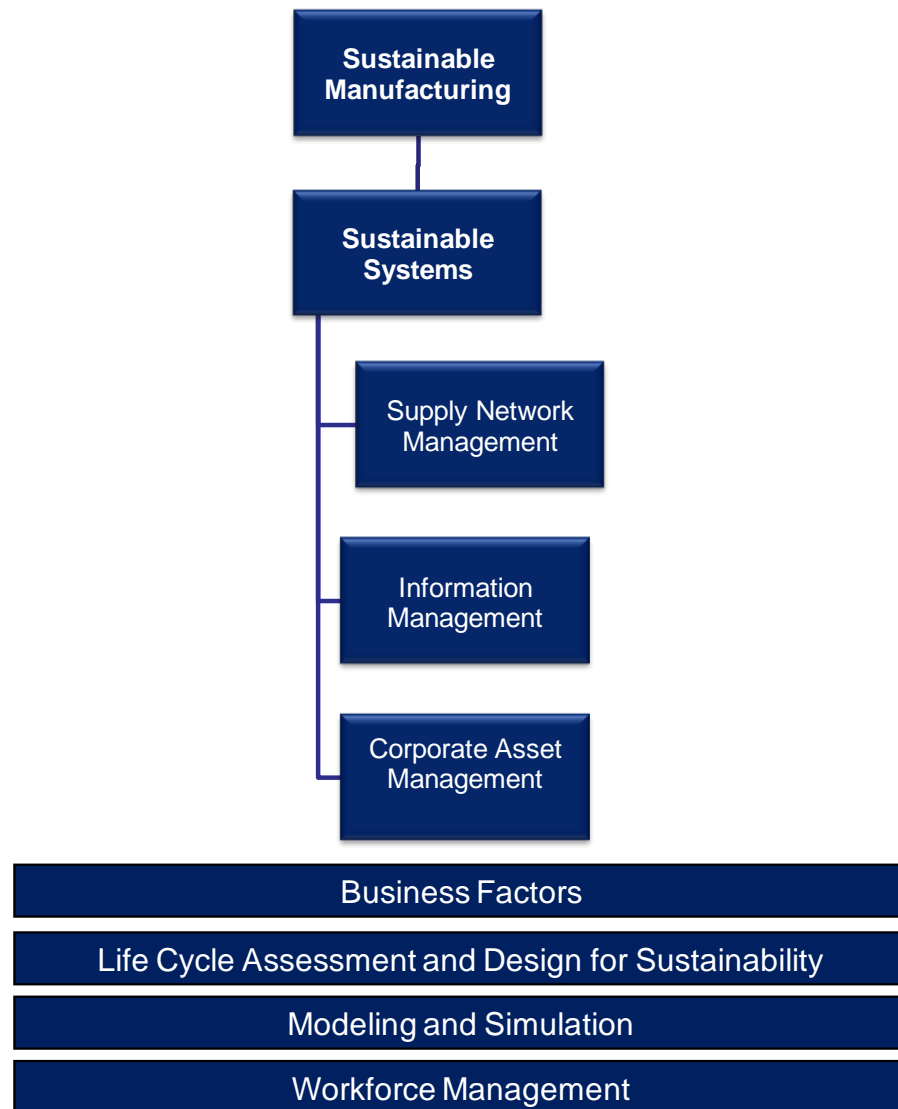 Sustainable
Manufacturing
Sustainable
Systems
Supply Network
Management
Information
Management
Corporate Asset
Management
Business Factors
Life Cycle Assessment and Design for Sustainability
Modeling and Simulation
Workforce Management